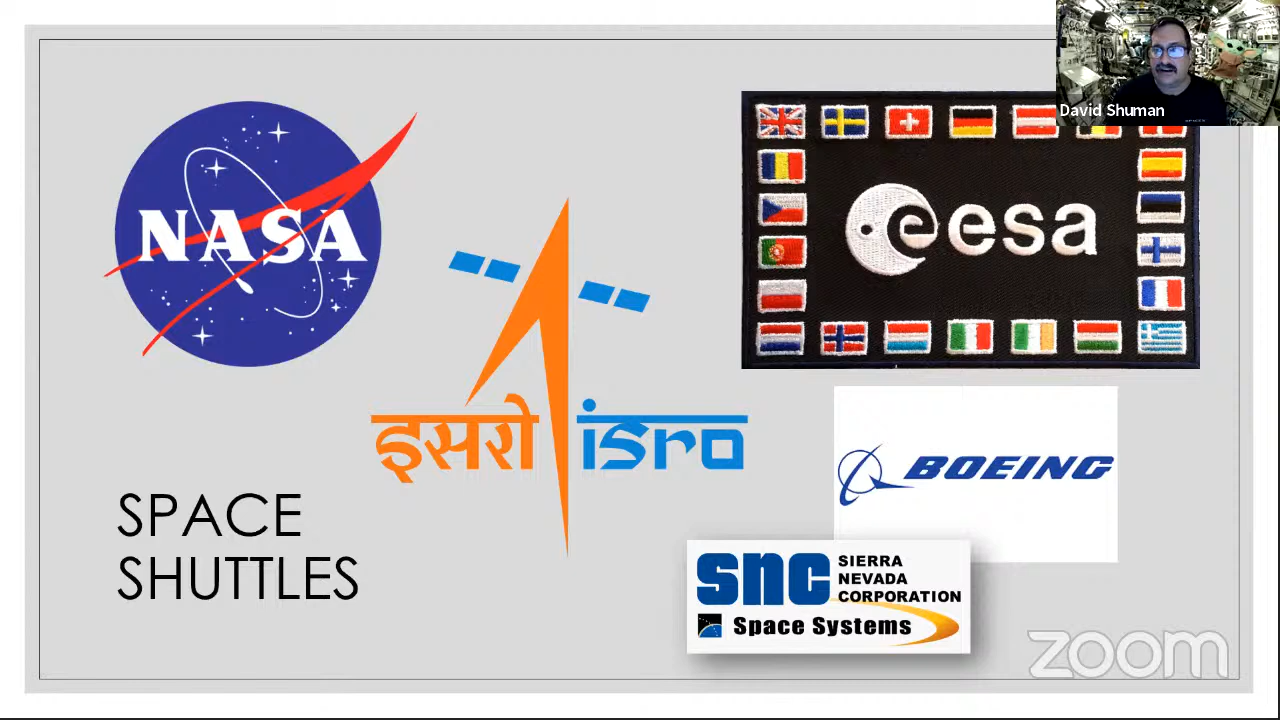 David Shuman
NASA
esa
इसरो isro
BOEING
SPACE
SHUTTLES
snc SIERRA
NEVADA
CORPORATION
Space Systems
zoom